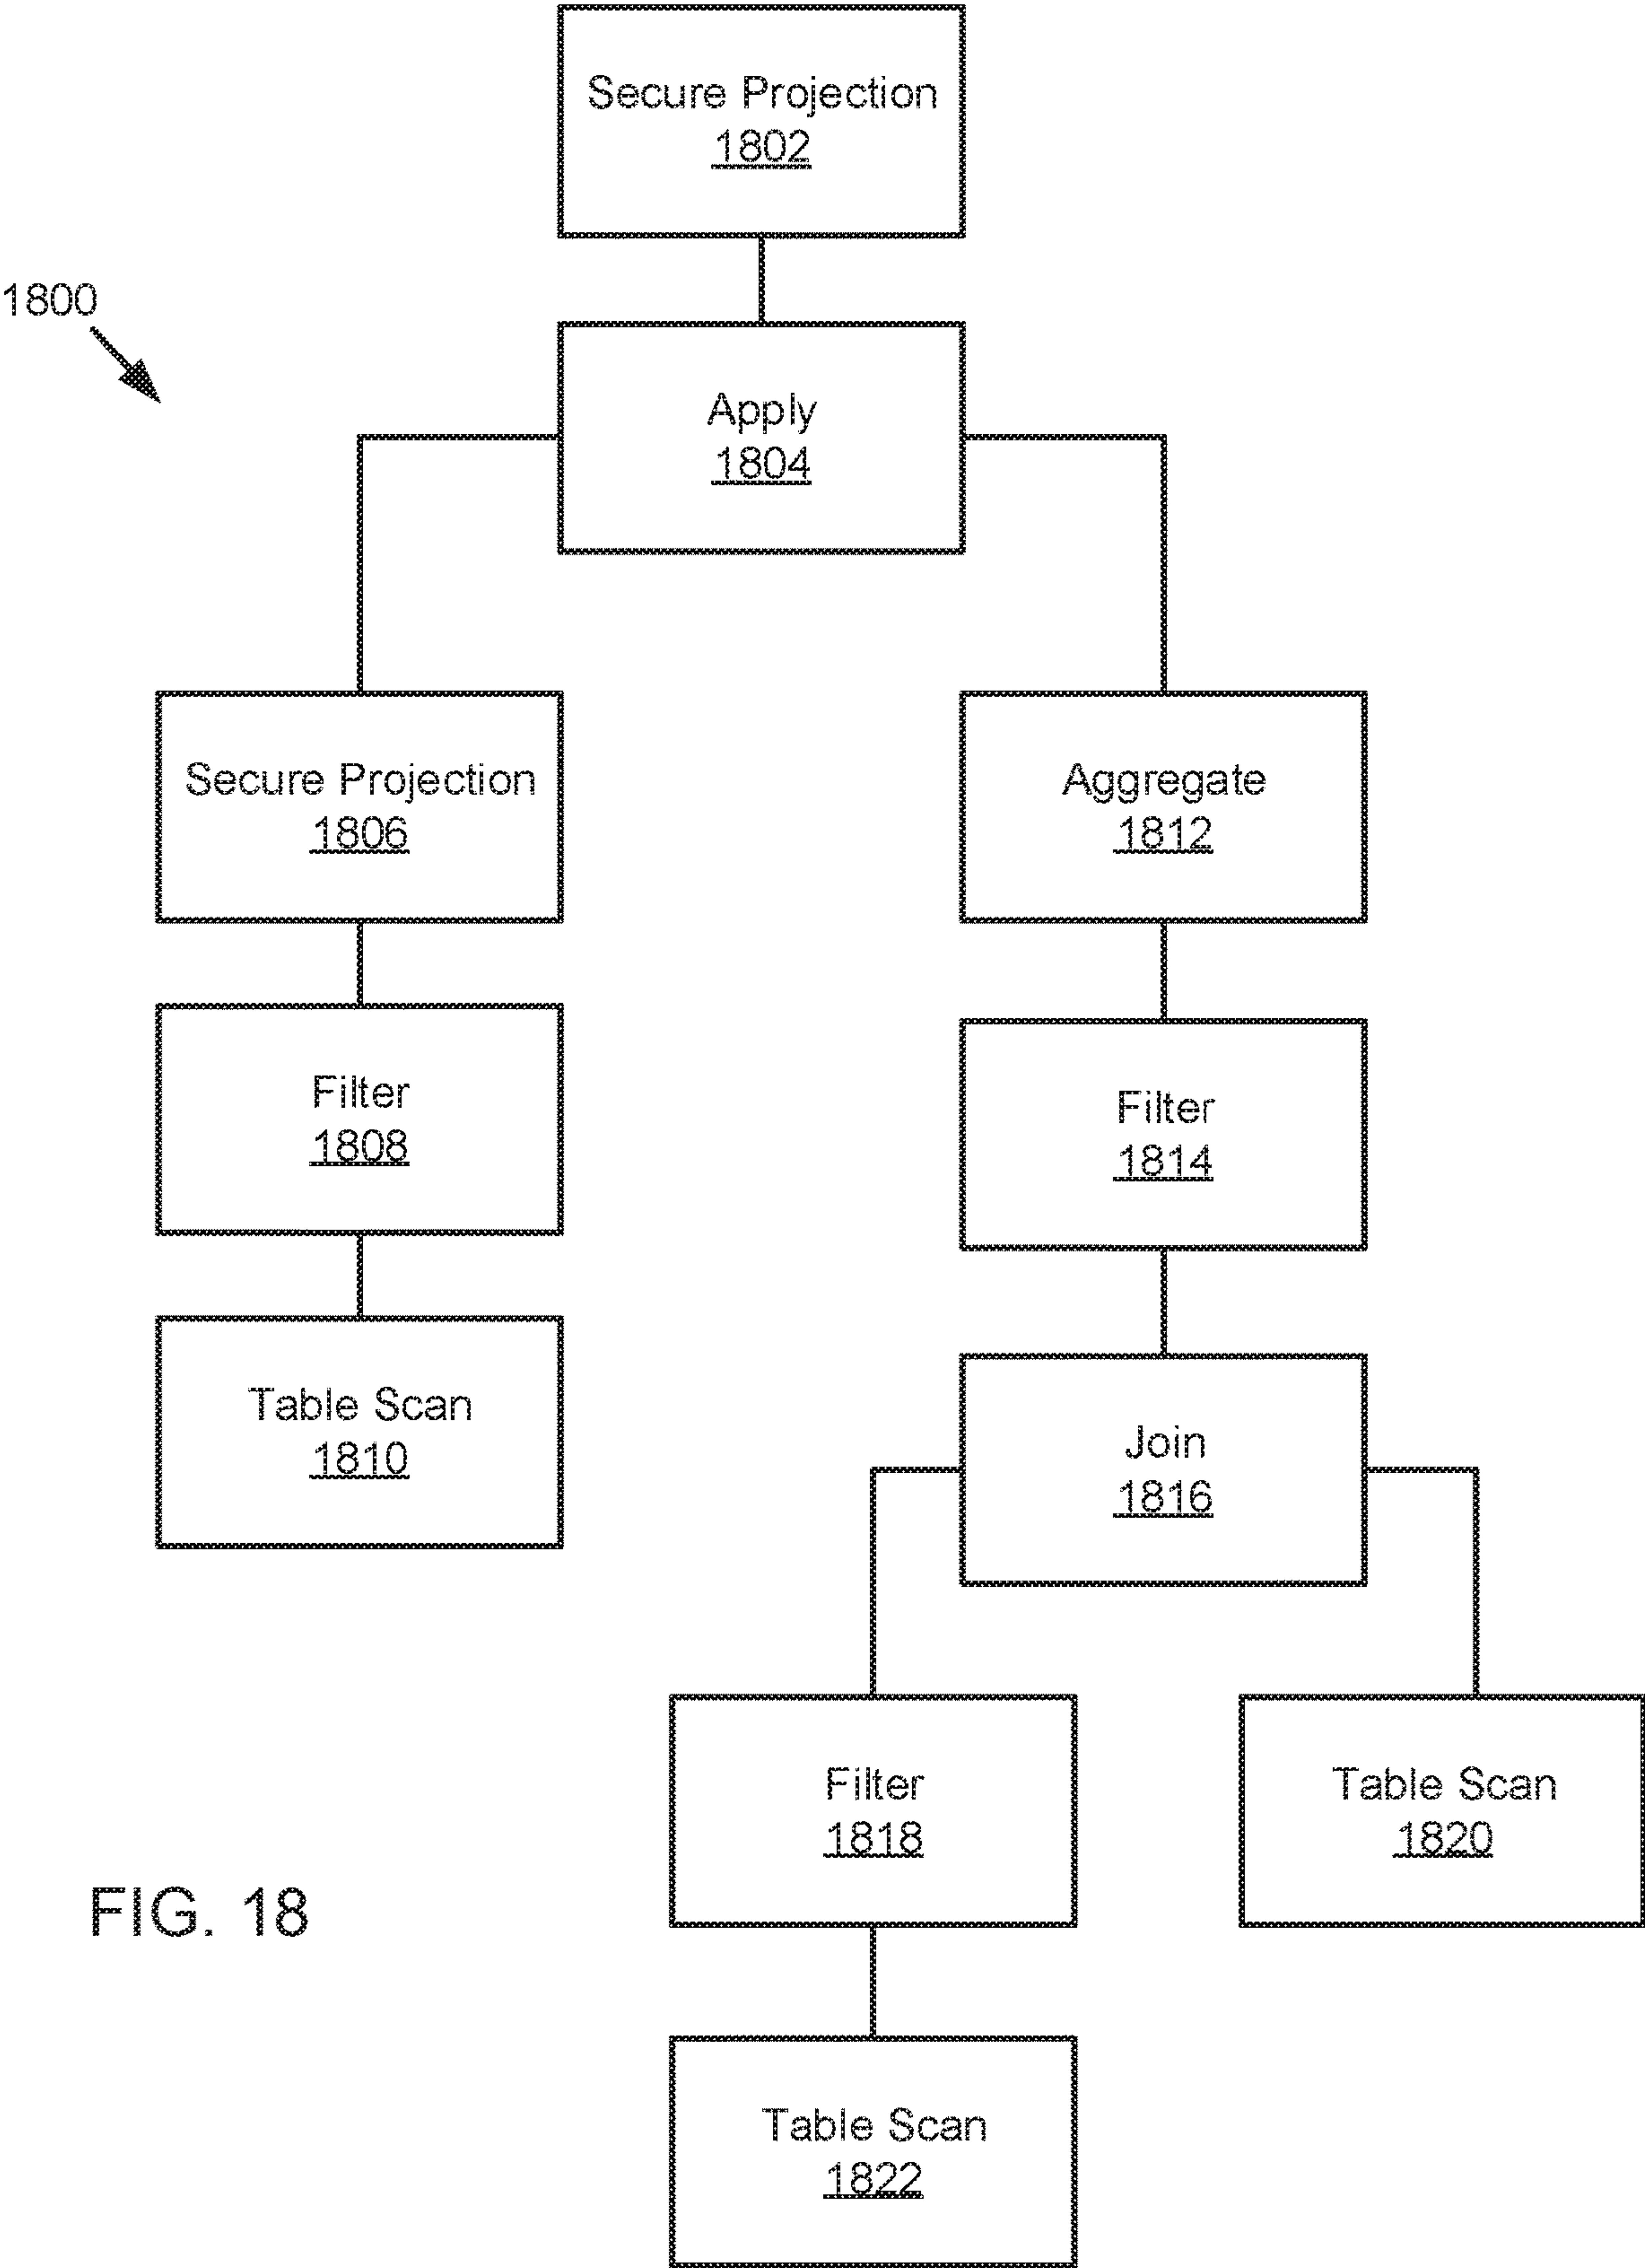 Secure Projection
1802
1800
Apply
1804
Secure Projection
1806
Aggregate
1812
Filter
1808
Filter
1814
Table Scan
1810
Join
1816
Filter
1818
Table Scan
1820
FIG. 18
Table Scan
1822